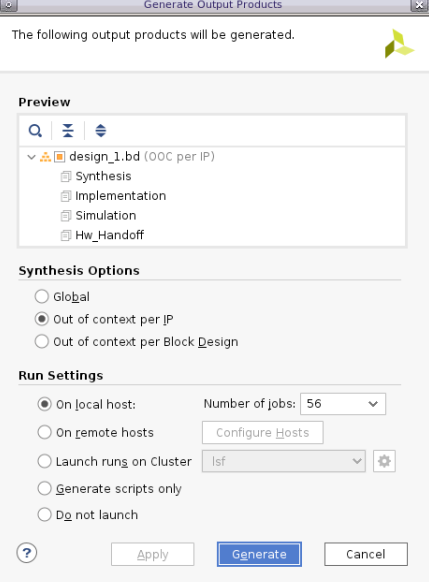 Generate Output Products
The following output products will be generated.
Preview
design_1.bd (OOC per IP)
Synthesis
Implementation
Simulation
Hw_Handoff
Synthesis Options
Global
Out of context per IP
Out of context per Block Design
Run Settings
On local host: Number of jobs: 56
On remote hosts Configure Hosts
Launch runs on Cluster lsf
Generate scripts only
Do not launch
? Apply Generate Cancel